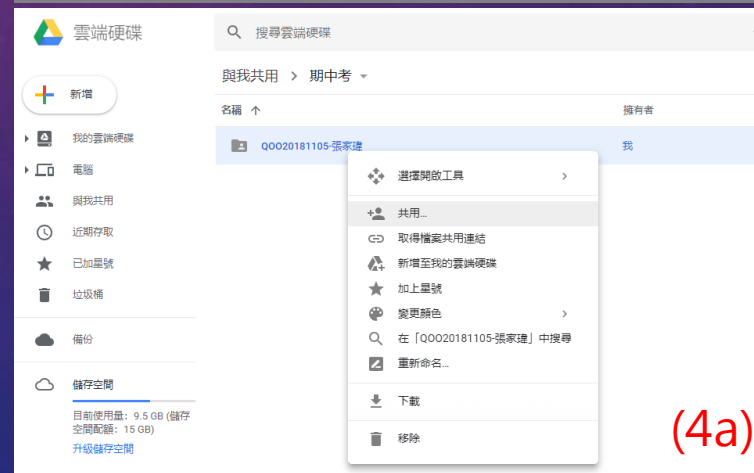 雲端硬碟
搜尋雲端硬碟
新增
與我共用 > 期中考
名稱 ↑
擁有者
QOO20181105-張家瑋
我
我的雲端硬碟
電腦
與我共用
近期存取
已加星號
垃圾桶
備份
儲存空間
目前使用量：9.5 GB (儲存
空間配額：15 GB)
升級儲存空間
選擇開啟工具
共用...
取得檔案共用連結
新增至我的雲端硬碟
加上星號
變更顏色
在「QOO20181105-張家瑋」中搜尋
重新命名...
下載
移除
(4a)